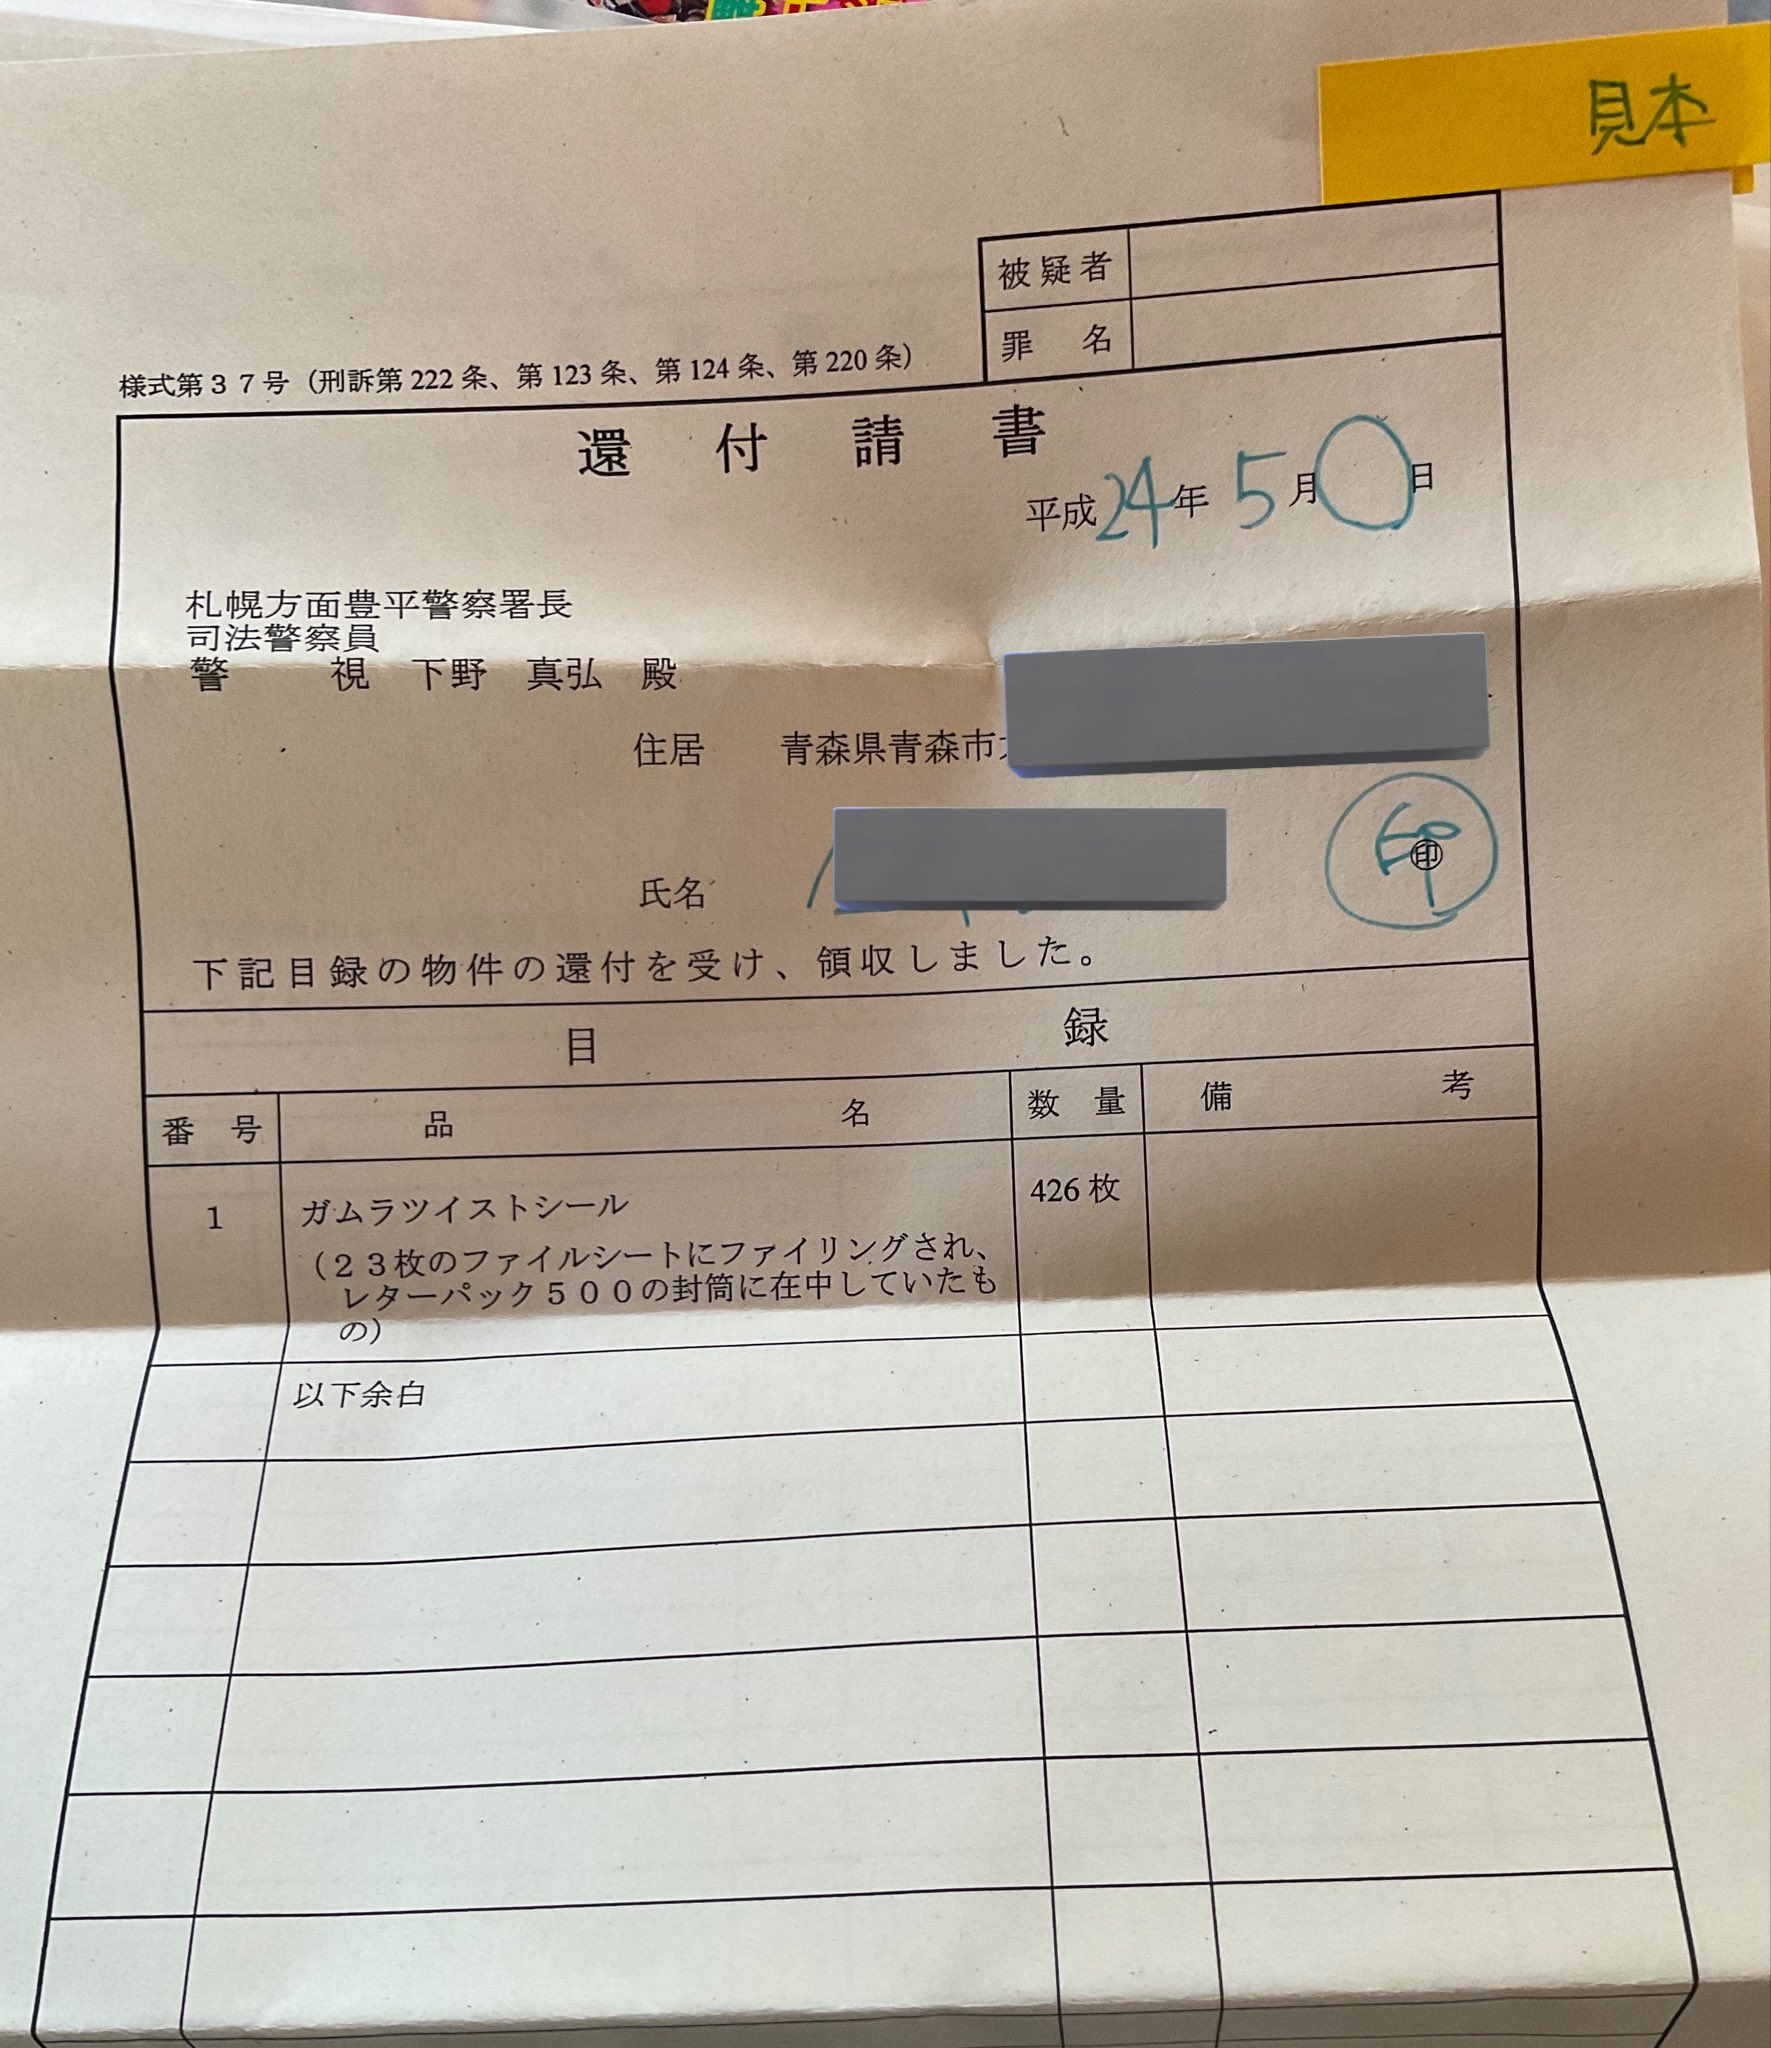 見本
被疑者
罪名
様式第37号（刑訴第222条、第123条、第124条、第220条）
還付請書
平成24年5月 日
札幌方面豊平警察署長
司法警察員
警視 下野 真弘 殿
住居 青森県青森市
氏名
印
㊞
下記目録の物件の還付を受け、領収しました。
目録
番号 品名 数量 備考
1 ガムラツイストシール 426枚
（23枚のファイルシートにファイリングされ、
レターパック500の封筒に在中していたも
の）
以下余白